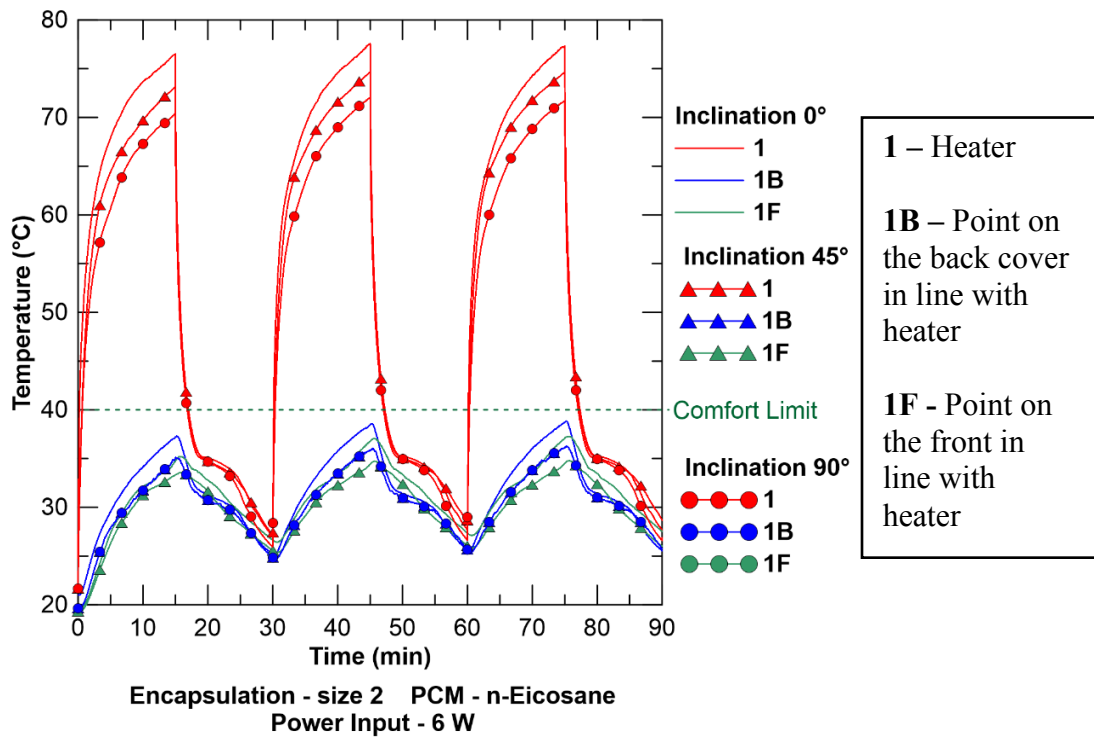 80
70
60
50
40
30
20
Temperature (°C)
0 10 20 30 40 50 60 70 80 90
Time (min)
Encapsulation - size 2 PCM - n-Eicosane
Power Input - 6 W
Inclination 0°
1
1B
1F
Inclination 45°
1
1B
1F
Comfort Limit
Inclination 90°
1
1B
1F
1 – Heater
1B – Point on
the back cover
in line with
heater
1F - Point on
the front in
line with
heater